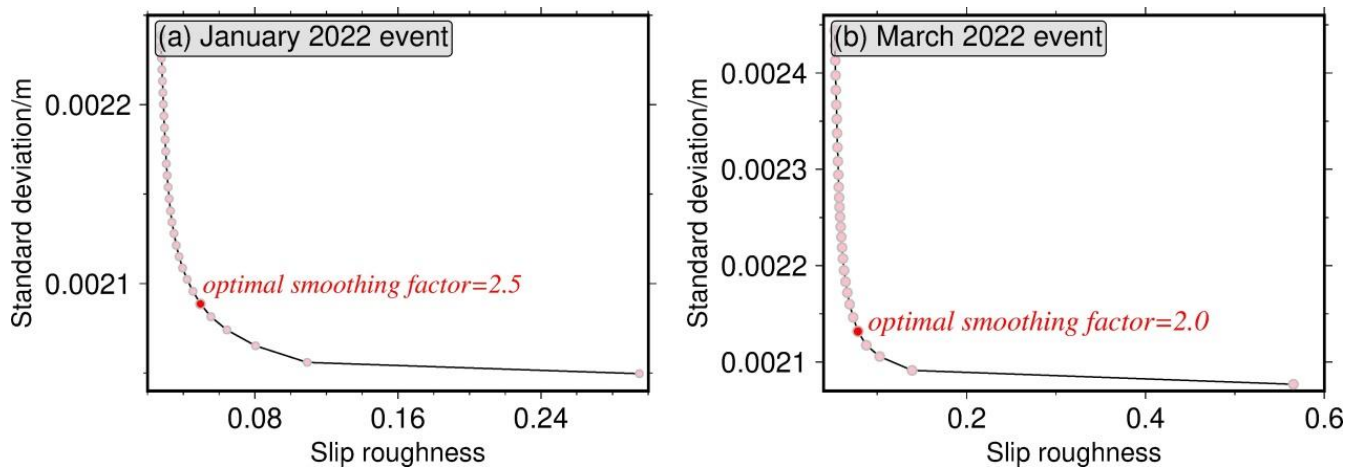 (a) January 2022 event
Standard deviation/m
0.0022
0.0021
optimal smoothing factor=2.5
0.08 0.16 0.24
Slip roughness
(b) March 2022 event
Standard deviation/m
0.0024
0.0023
0.0022
0.0021
optimal smoothing factor=2.0
0.2 0.4 0.6
Slip roughness